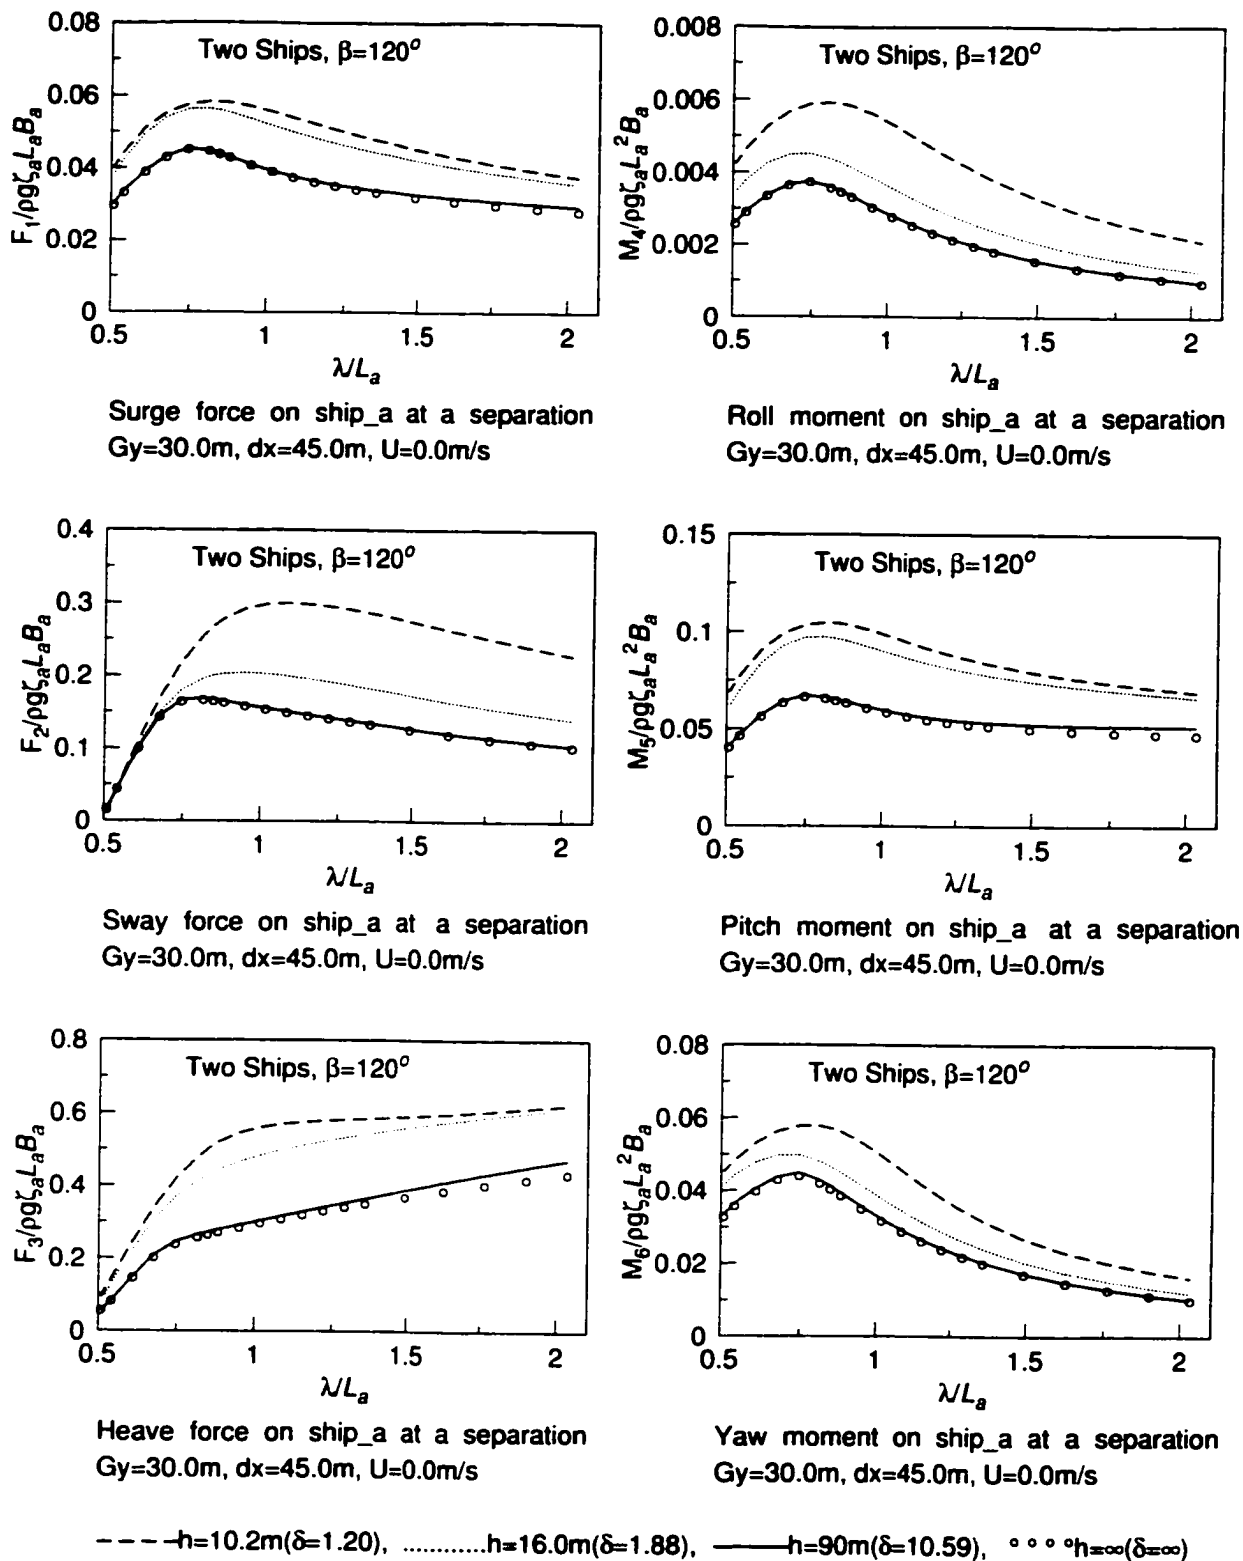 0.08
0.06
0.04
0.02
0
F₁/ρgζₐLₐBₐ
Two Ships, β=120°
0.5 1 1.5 2
λ/Lₐ
Surge force on ship_a at a separation
Gy=30.0m, dx=45.0m, U=0.0m/s
0.008
0.006
0.004
0.002
0
M₄/ρgζₐLₐ²Bₐ
Two Ships, β=120°
0.5 1 1.5 2
λ/Lₐ
Roll moment on ship_a at a separation
Gy=30.0m, dx=45.0m, U=0.0m/s
0.4
0.3
0.2
0.1
0
F₂/ρgζₐLₐBₐ
Two Ships, β=120°
0.5 1 1.5 2
λ/Lₐ
Sway force on ship_a at a separation
Gy=30.0m, dx=45.0m, U=0.0m/s
0.15
0.1
0.05
0
M₅/ρgζₐLₐ²Bₐ
Two Ships, β=120°
0.5 1 1.5 2
λ/Lₐ
Pitch moment on ship_a at a separation
Gy=30.0m, dx=45.0m, U=0.0m/s
0.8
0.6
0.4
0.2
0
F₃/ρgζₐLₐBₐ
Two Ships, β=120°
0.5 1 1.5 2
λ/Lₐ
Heave force on ship_a at a separation
Gy=30.0m, dx=45.0m, U=0.0m/s
0.08
0.06
0.04
0.02
0
M₆/ρgζₐLₐ²Bₐ
Two Ships, β=120°
0.5 1 1.5 2
λ/Lₐ
Yaw moment on ship_a at a separation
Gy=30.0m, dx=45.0m, U=0.0m/s
h=10.2m(δ=1.20), h=16.0m(δ=1.88), h=90m(δ=10.59), h=∞(δ=∞)